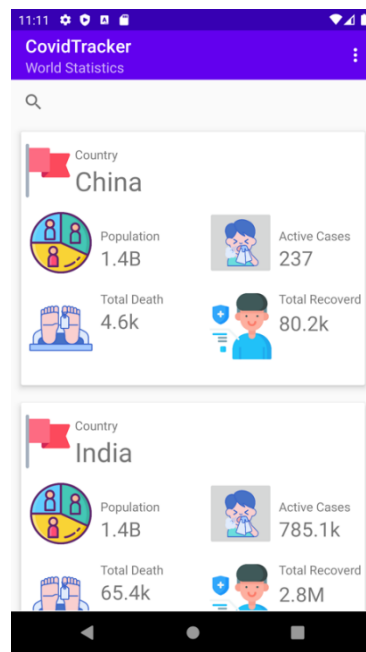 11:11
CovidTracker
World Statistics
Country
China
Population
1.4B
Active Cases
237
Total Death
4.6k
Total Recoverd
80.2k
Country
India
Population
1.4B
Active Cases
785.1k
Total Death
65.4k
Total Recoverd
2.8M